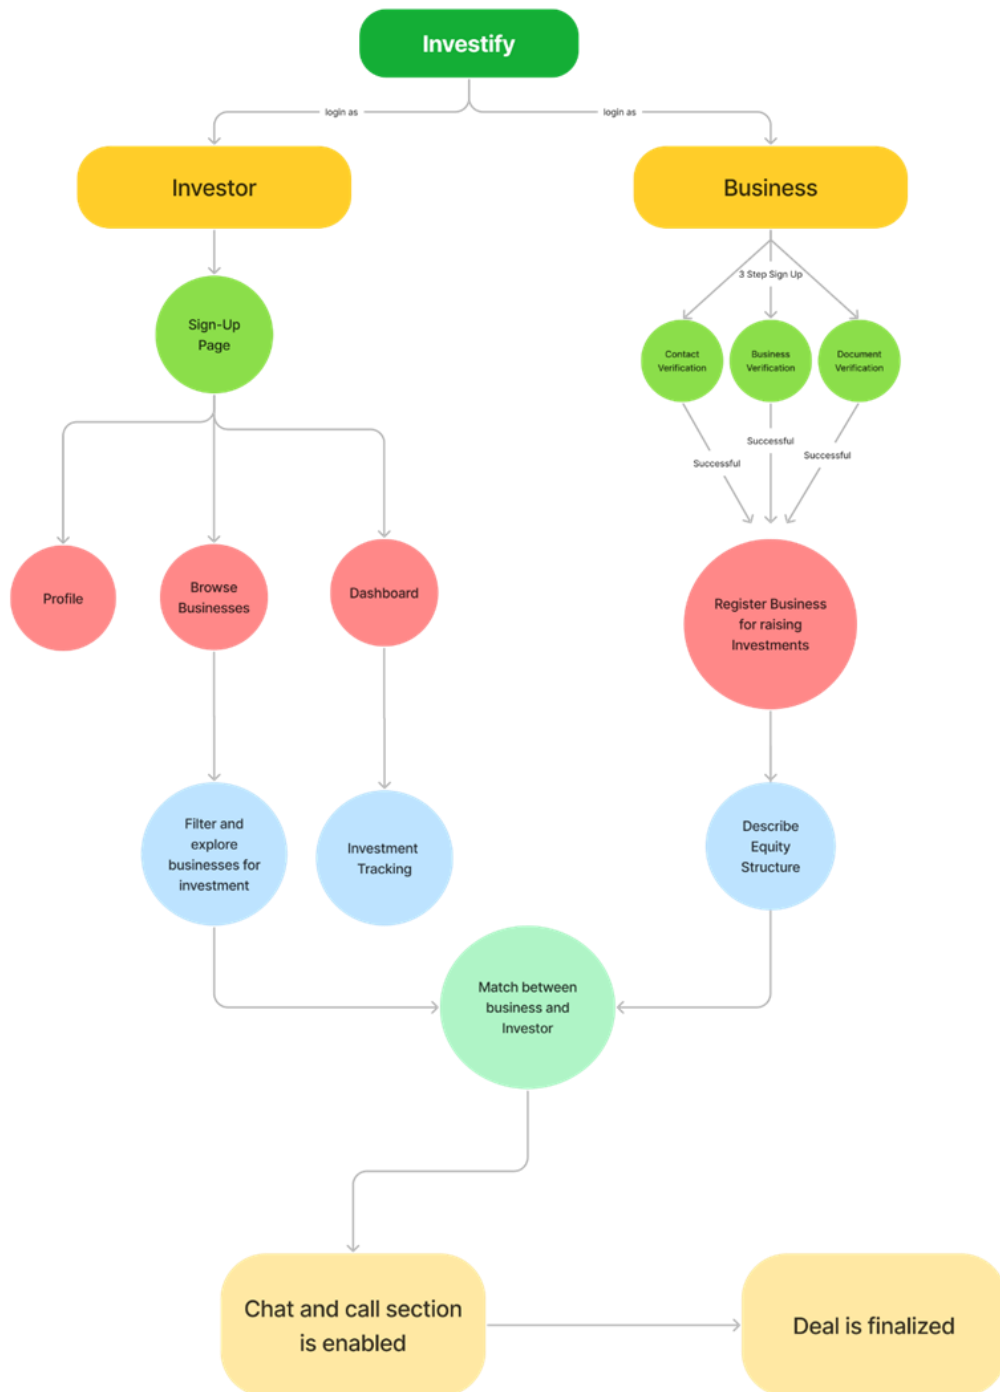 Investify
login as
login as
Investor
Business
3 Step Sign Up
Sign-Up
Page
Contact
Verification
Business
Verification
Document
Verification
Successful
Successful
Successful
Profile
Browse
Businesses
Dashboard
Register Business
for raising
Investments
Filter and
explore
businesses for
investment
Investment
Tracking
Describe
Equity
Structure
Match between
business and
Investor
Chat and call section
is enabled
Deal is finalized